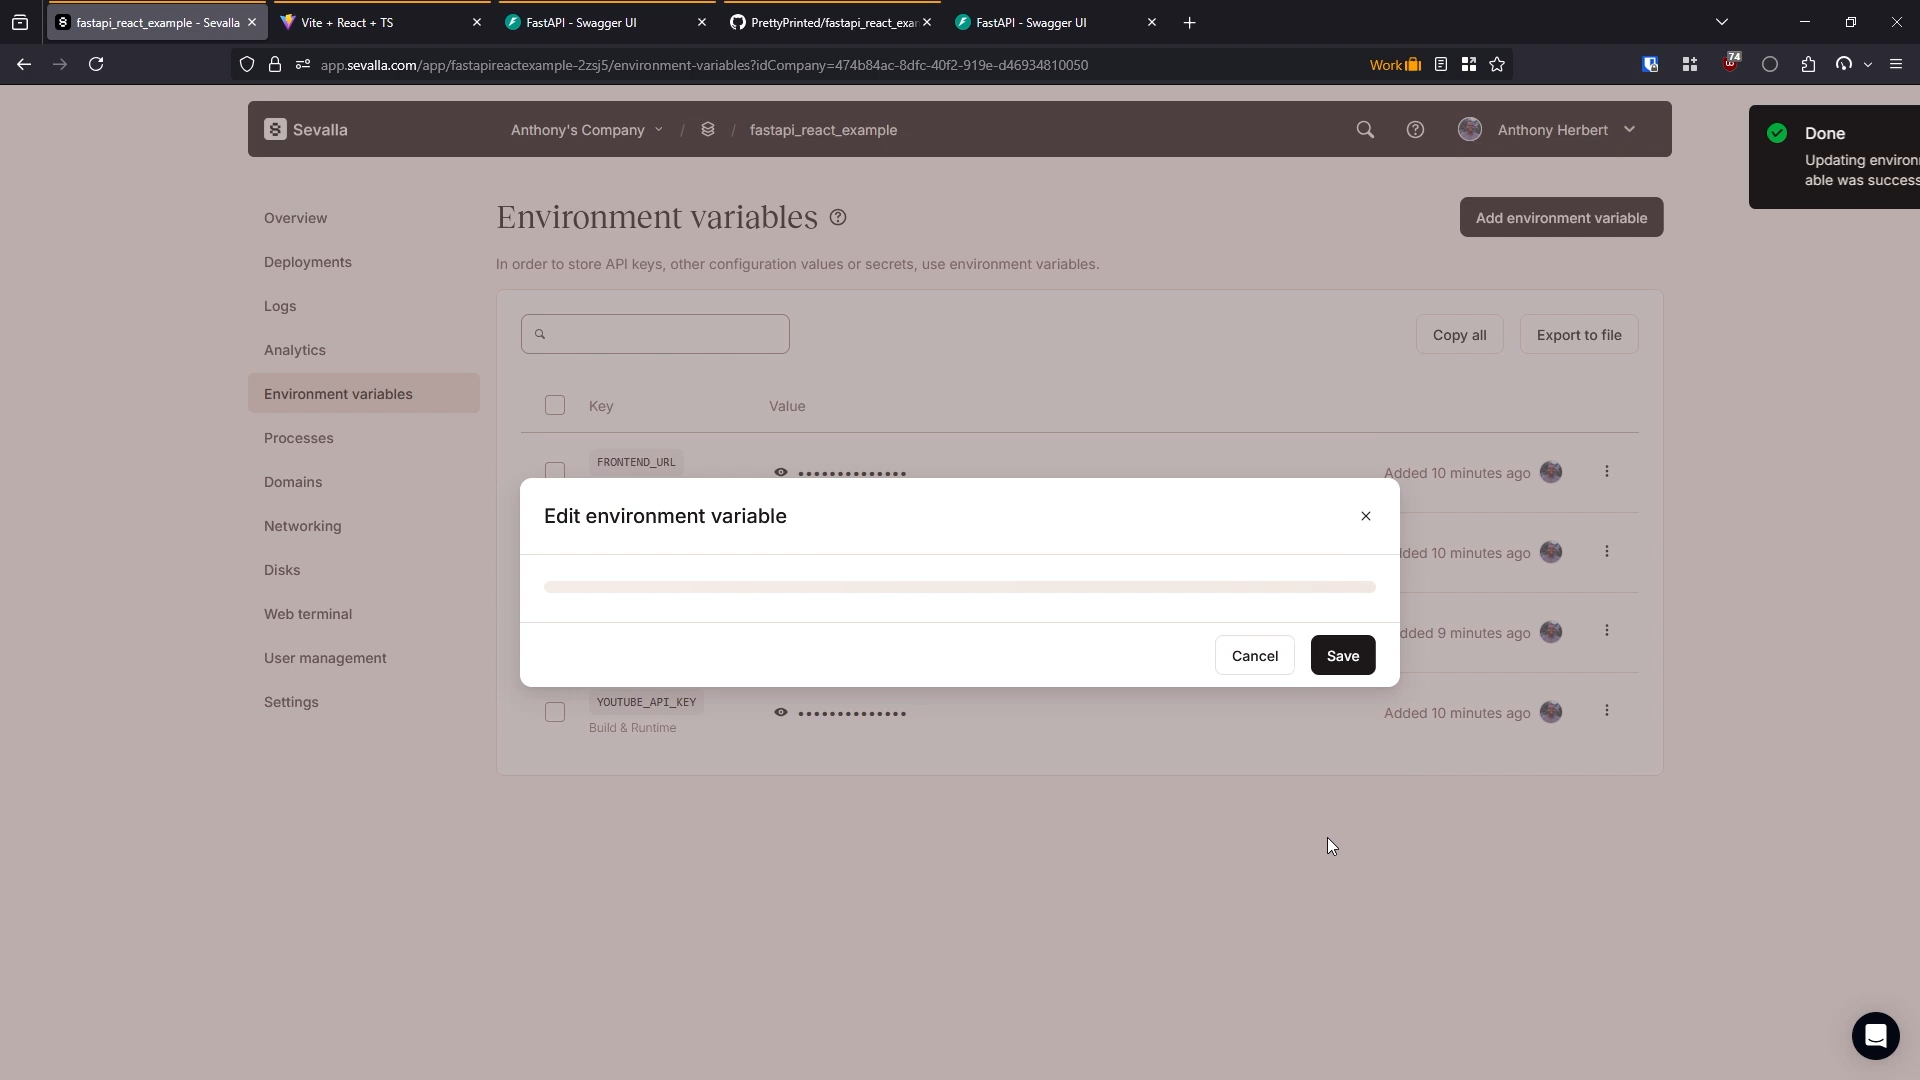 fastapi_react_example - Sevalla
Vite + React + TS
FastAPI - Swagger UI
PrettyPrinted/fastapi_react_exa
FastAPI - Swagger UI
app.sevalla.com/app/fastapireactexample-2zsj5/environment-variables?idCompany=474b84ac-8dfc-40f2-919e-d46934810050
Work
74
Sevalla
Anthony's Company / / fastapi_react_example
Anthony Herbert
Done
Updating environ
able was success
Overview
Deployments
Logs
Analytics
Environment variables
Processes
Domains
Networking
Disks
Web terminal
User management
Settings
Environment variables
Add environment variable
In order to store API keys, other configuration values or secrets, use environment variables.
Copy all
Export to file
Key
Value
FRONTEND_URL
Added 10 minutes ago
Edit environment variable
ded 10 minutes ago
dded 9 minutes ago
Cancel
Save
YOUTUBE_API_KEY
Build & Runtime
Added 10 minutes ago